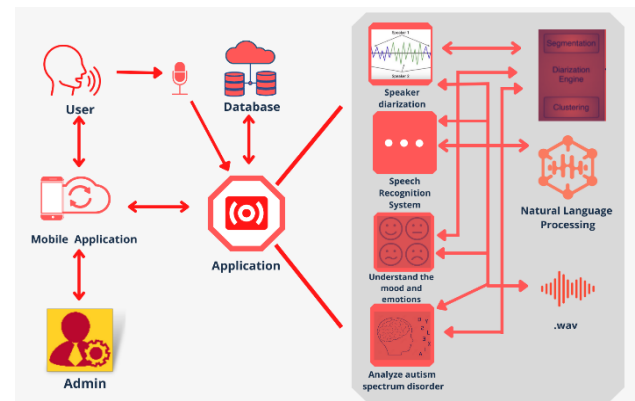 User
Database
Mobile Application
Application
Admin
Speaker 1
Speaker 2
Speaker
diarization
Speech
Recognition
System
Understand the
mood and
emotions
Analyze autism
spectrum disorder
Segmentation
Diarization
Engine
Clustering
Natural Language
Processing
.wav